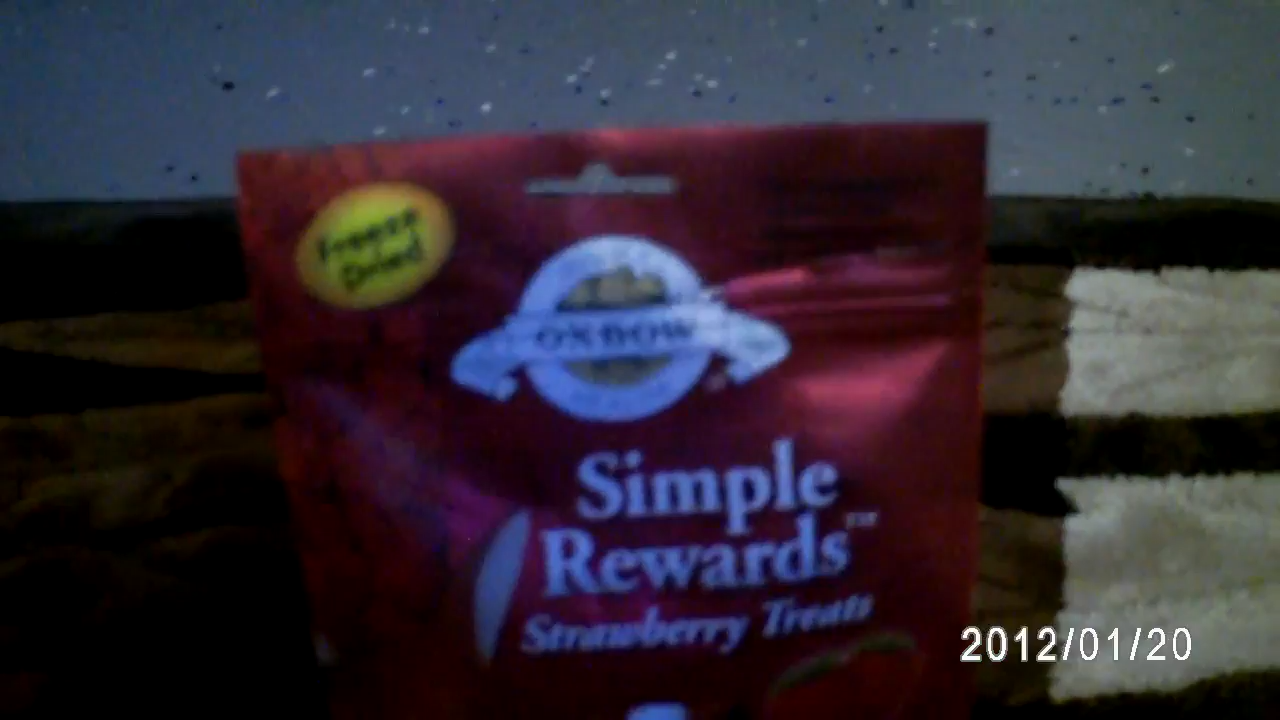 Freeze
Dried
OXBOW
Simple
Rewards™
Strawberry Treats
2012/01/20